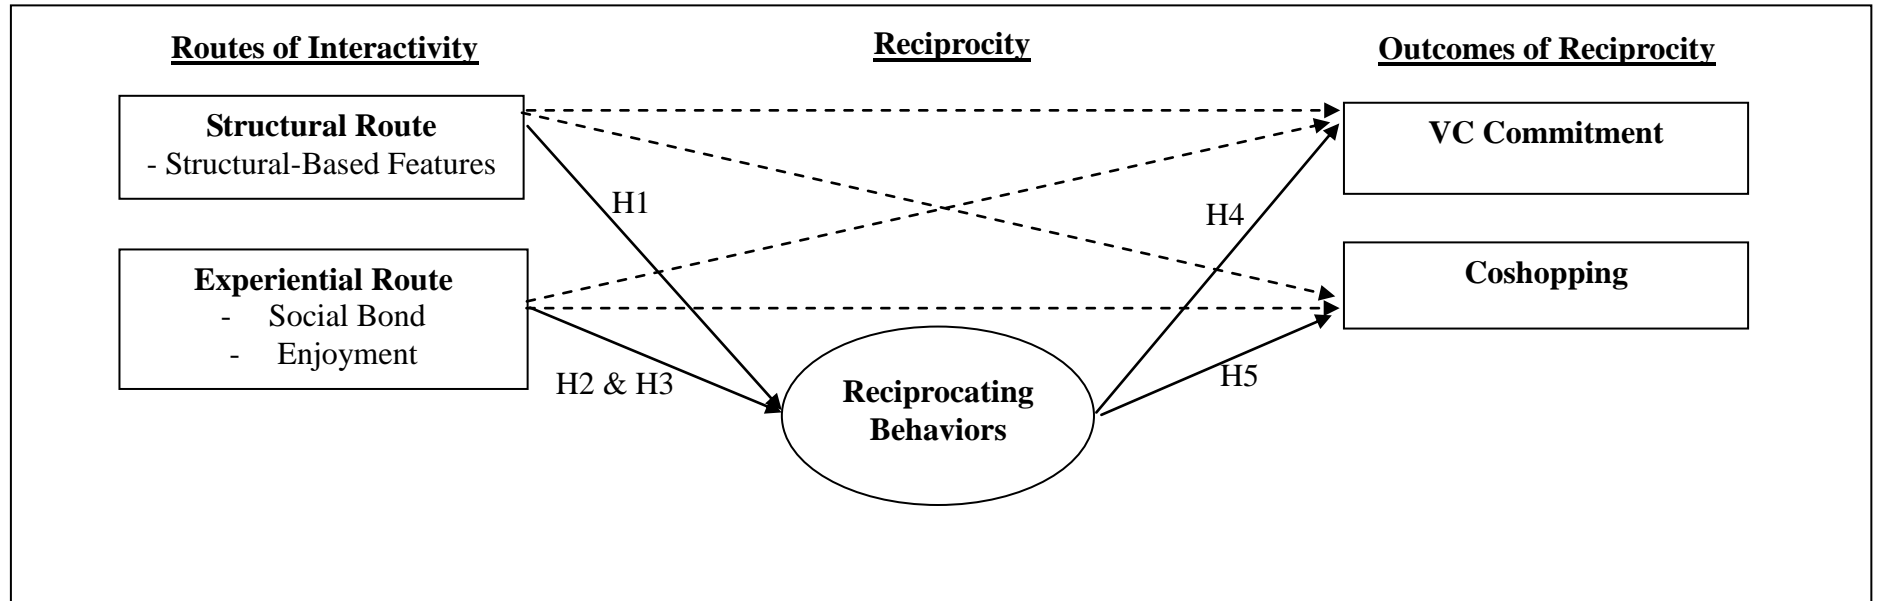 Routes of Interactivity
Reciprocity
Outcomes of Reciprocity
Structural Route
- Structural-Based Features
VC Commitment
H1
H4
Experiential Route
- Social Bond
- Enjoyment
Coshopping
H2 & H3
H5
Reciprocating
Behaviors